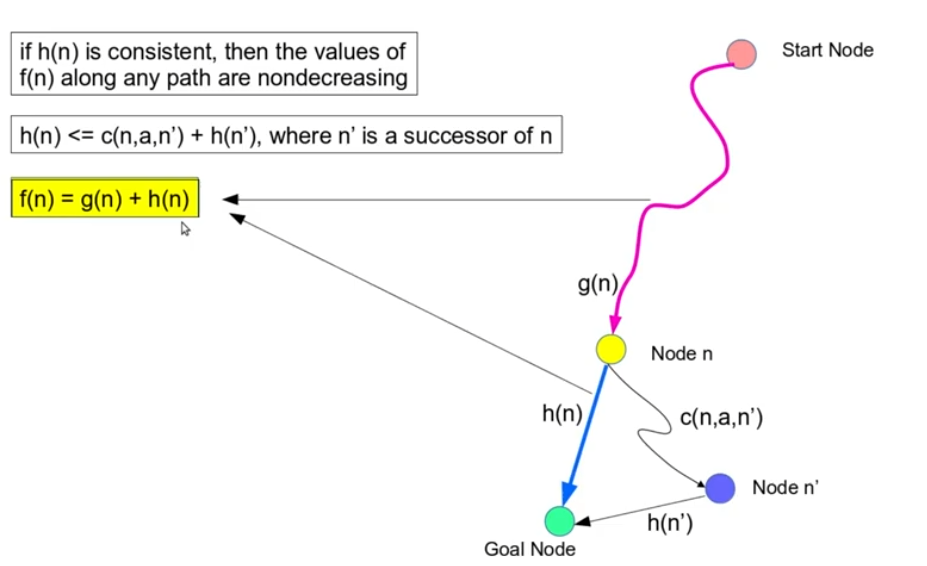 if h(n) is consistent, then the values of
f(n) along any path are nondecreasing
h(n) <= c(n,a,n’) + h(n’), where n’ is a successor of n
f(n) = g(n) + h(n)
Start Node
g(n)
Node n
h(n)
c(n,a,n’)
Node n’
h(n’)
Goal Node